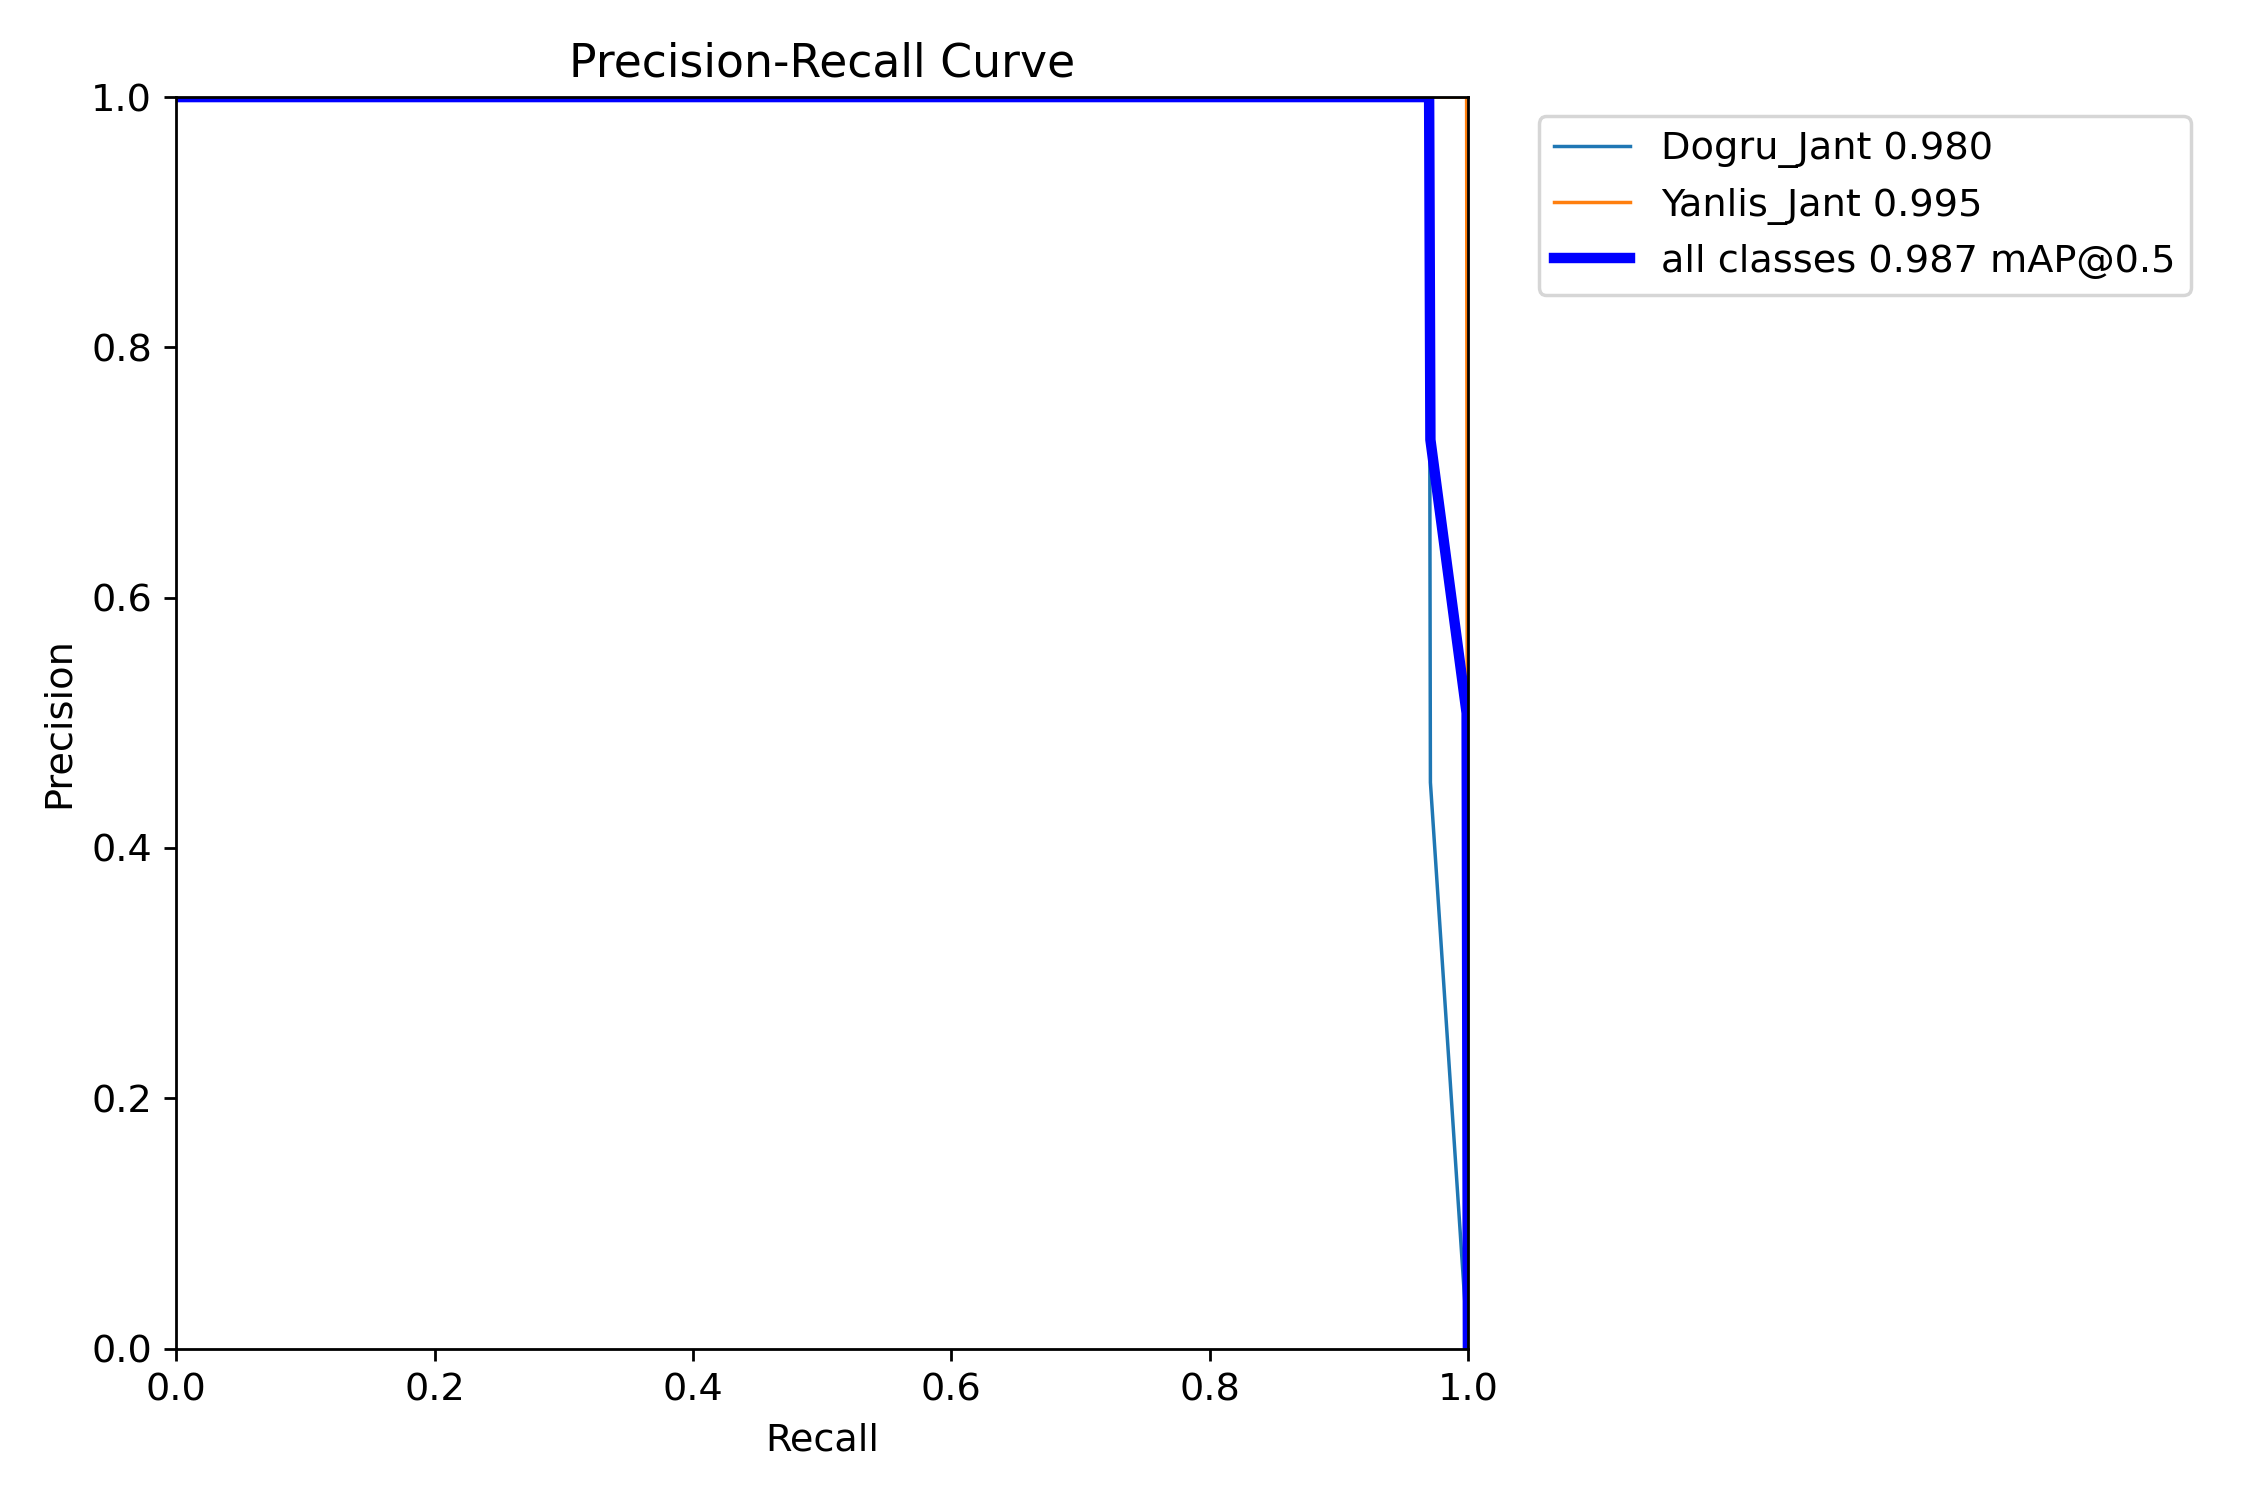 Precision-Recall Curve
1.0
0.8
0.6
0.4
0.2
0.0
Precision
0.0 0.2 0.4 0.6 0.8 1.0
Recall
Dogru_Jant 0.980
Yanlis_Jant 0.995
all classes 0.987 mAP@0.5